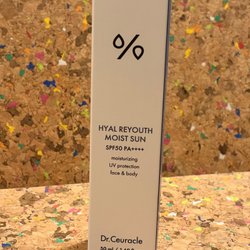 HYAL REYOUTH
MOIST SUN
SPF50 PA++++
moisturizing
UV protection
face & body
Dr.Ceuracle